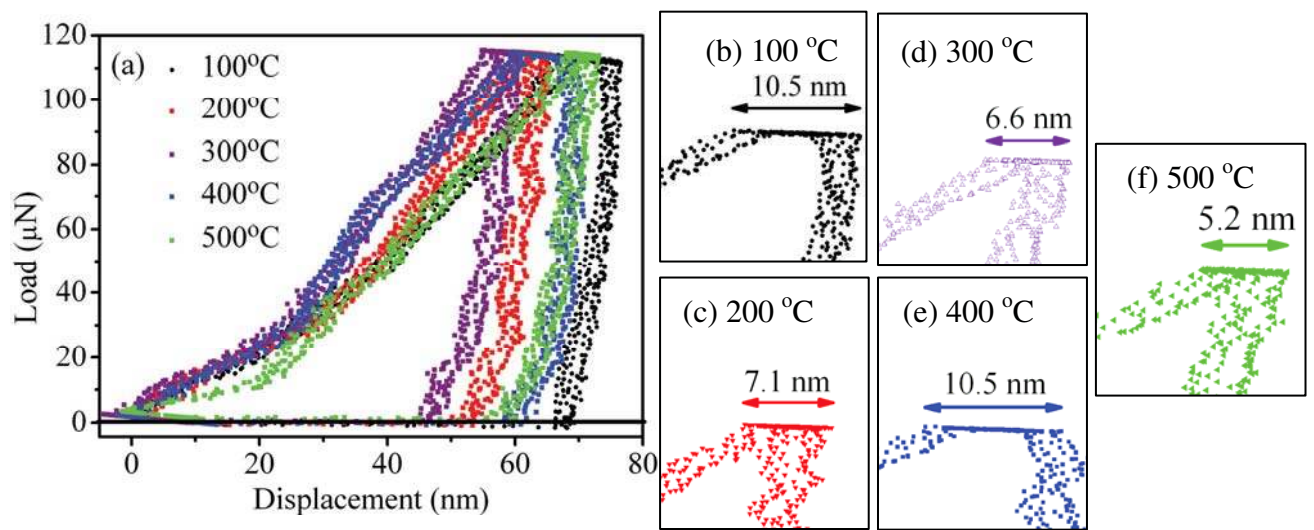 (a)
100°C
200°C
300°C
400°C
500°C
120
100
80
60
40
20
0
Load (μN)
0 20 40 60 80
Displacement (nm)
(b) 100 °C
10.5 nm
(d) 300 °C
6.6 nm
(f) 500 °C
5.2 nm
(c) 200 °C
7.1 nm
(e) 400 °C
10.5 nm